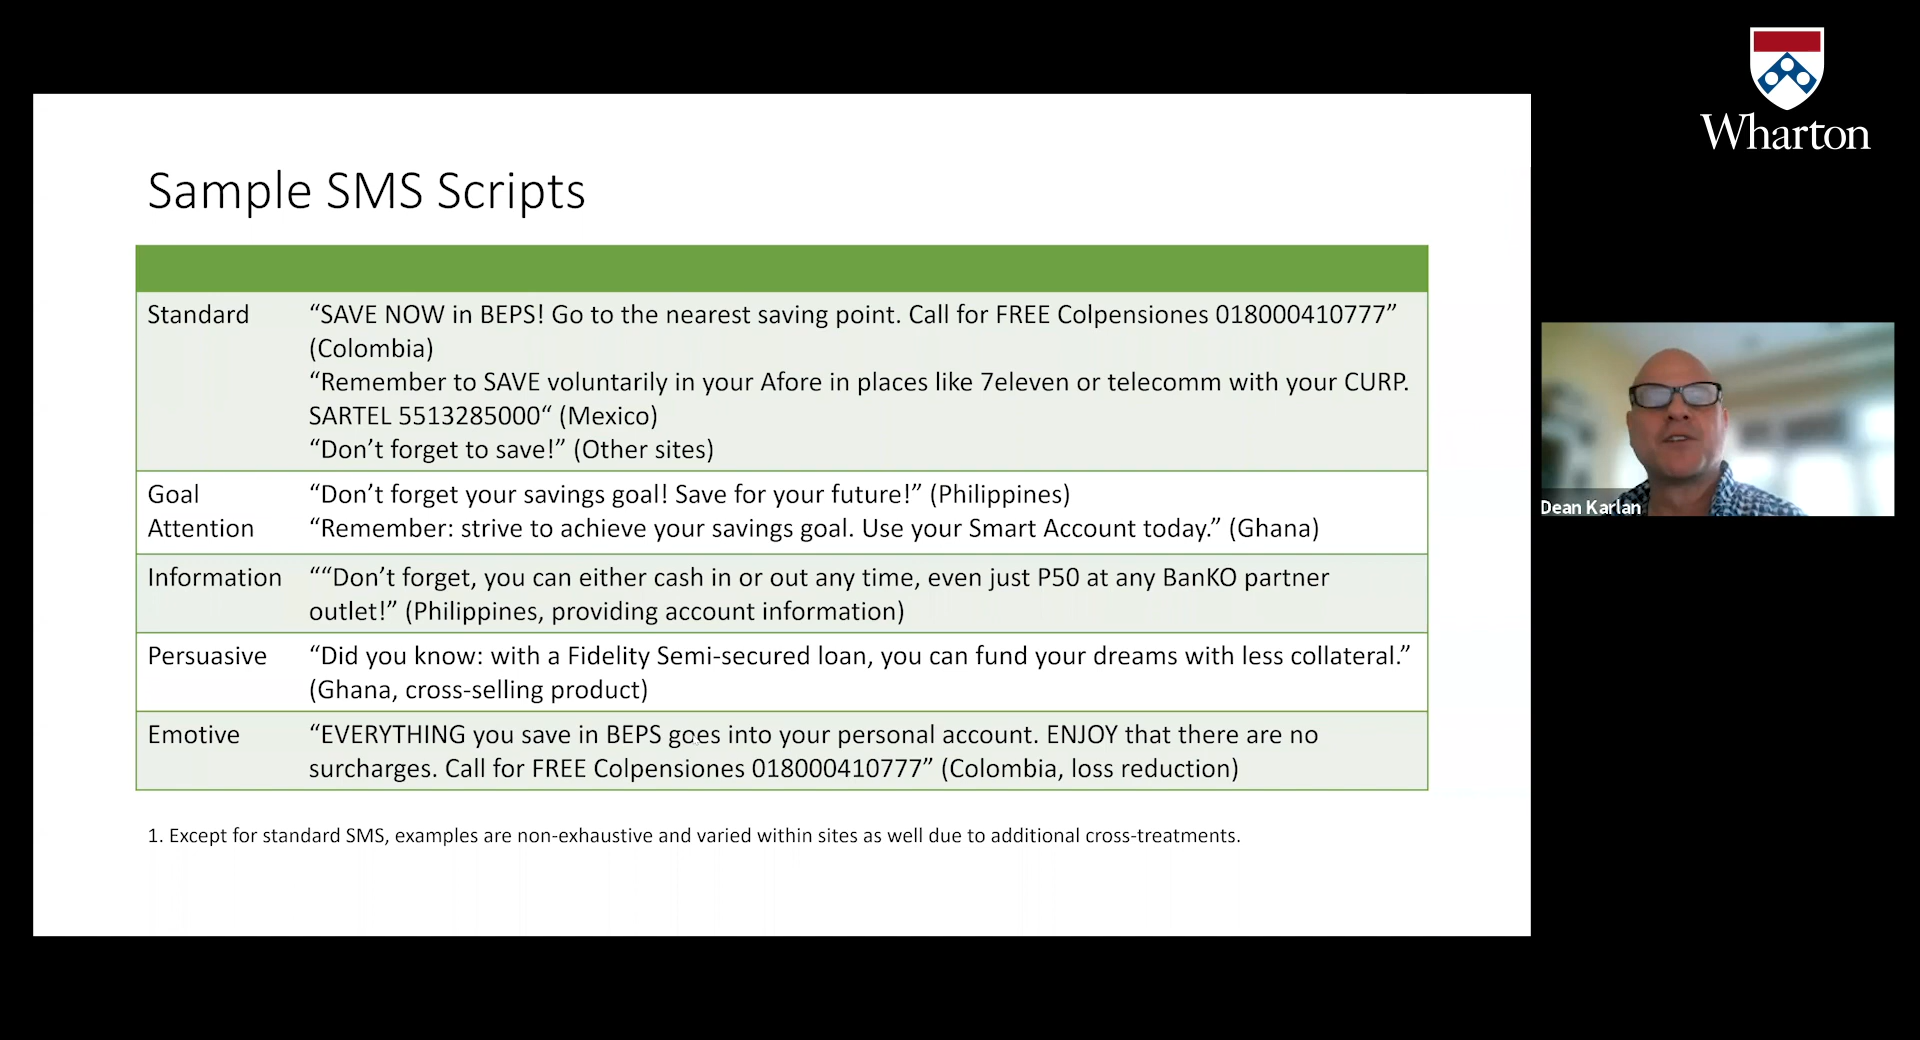 Wharton
Sample SMS Scripts
Standard
“SAVE NOW in BEPS! Go to the nearest saving point. Call for FREE Colpensiones 018000410777”
(Colombia)
“Remember to SAVE voluntarily in your Afore in places like 7eleven or telecomm with your CURP.
SARTEL 5513285000“ (Mexico)
“Don’t forget to save!” (Other sites)
Goal
Attention
“Don’t forget your savings goal! Save for your future!” (Philippines)
“Remember: strive to achieve your savings goal. Use your Smart Account today.” (Ghana)
Information
““Don’t forget, you can either cash in or out any time, even just P50 at any BanKO partner
outlet!” (Philippines, providing account information)
Persuasive
“Did you know: with a Fidelity Semi-secured loan, you can fund your dreams with less collateral.”
(Ghana, cross-selling product)
Emotive
“EVERYTHING you save in BEPS goes into your personal account. ENJOY that there are no
surcharges. Call for FREE Colpensiones 018000410777” (Colombia, loss reduction)
1. Except for standard SMS, examples are non-exhaustive and varied within sites as well due to additional cross-treatments.
Dean Karlan